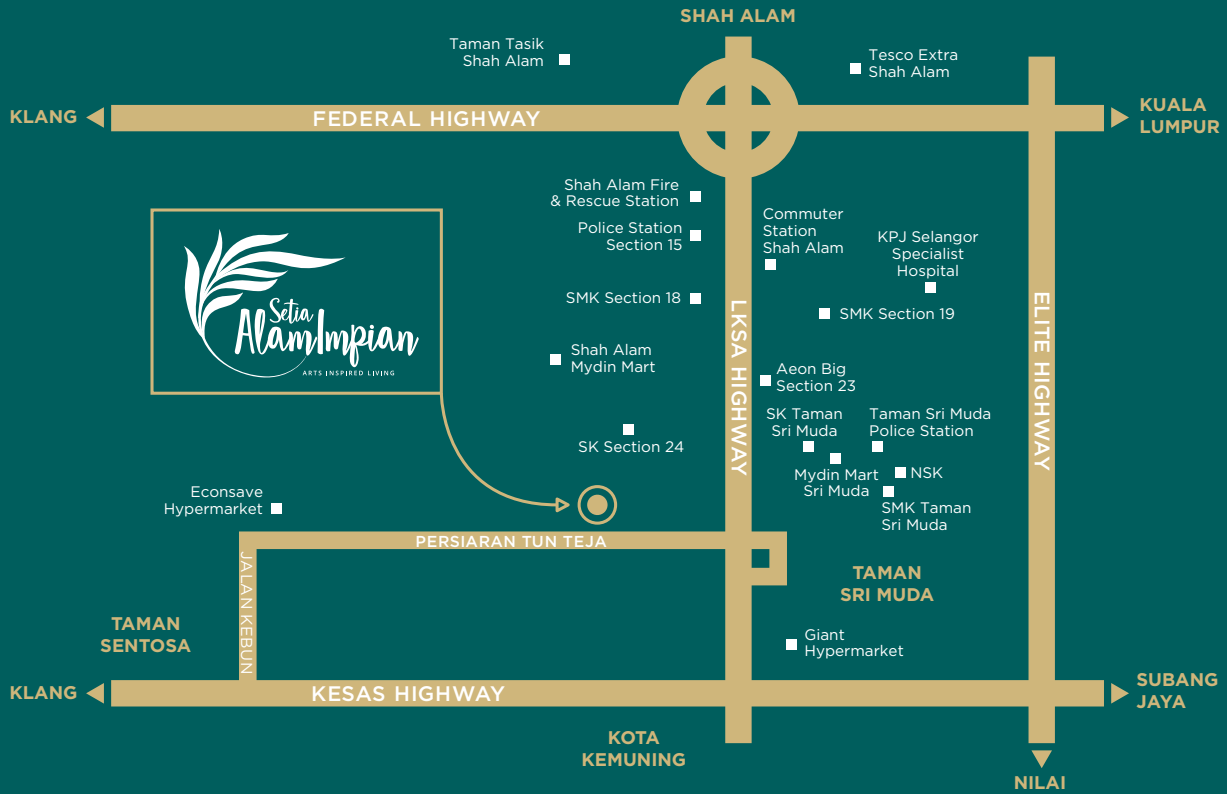 SHAH ALAM
Taman Tasik
Shah Alam
Tesco Extra
Shah Alam
KLANG
FEDERAL HIGHWAY
KUALA
LUMPUR
Shah Alam Fire
& Rescue Station
Police Station
Section 15
Commuter
Station
Shah Alam
KPJ Selangor
Specialist
Hospital
SMK Section 18
SMK Section 19
LKSA HIGHWAY
ELITE HIGHWAY
Setia
AlamImpian
ARTS INSPIRED LIVING
Shah Alam
Mydin Mart
Aeon Big
Section 23
SK Taman
Sri Muda
Taman Sri Muda
Police Station
SK Section 24
Mydin Mart
Sri Muda
NSK
SMK Taman
Sri Muda
Econsave
Hypermarket
PERSIARAN TUN TEJA
JALAN KEBUN
TAMAN
SRI MUDA
TAMAN
SENTOSA
Giant
Hypermarket
KLANG
KESAS HIGHWAY
SUBANG
JAYA
KOTA
KEMUNING
NILAI